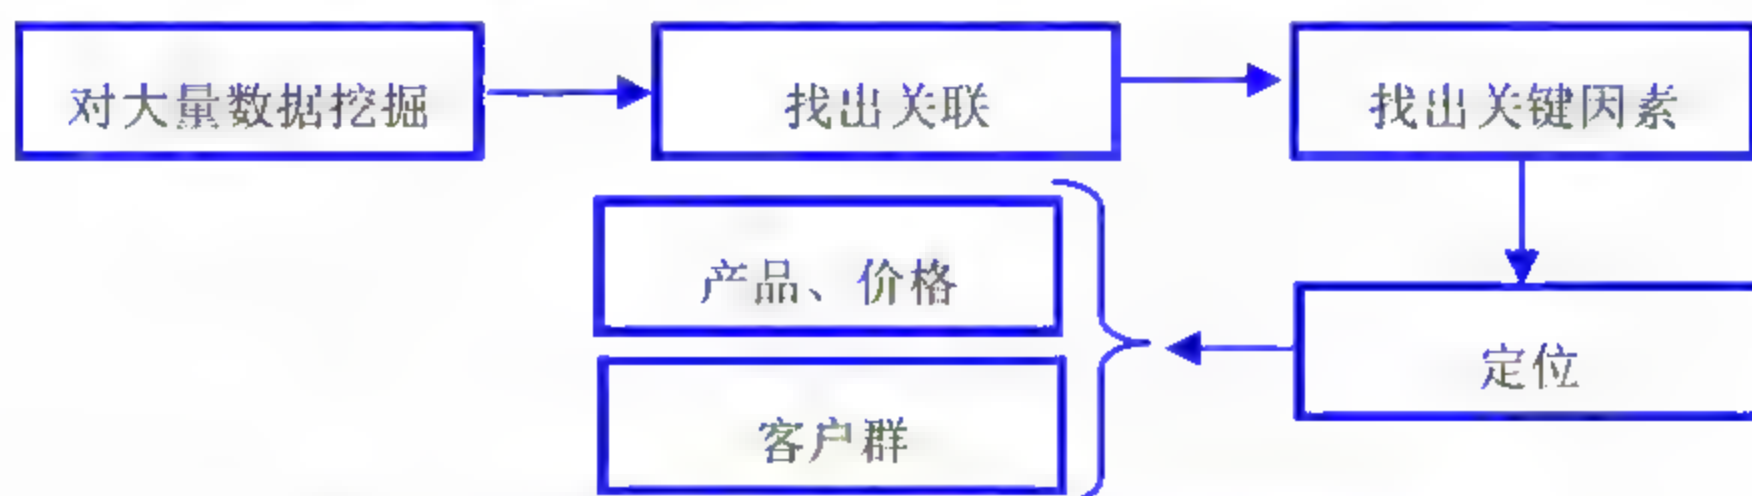 对大量数据挖掘
找出关联
找出关键因素
产品、价格
定位
客户群